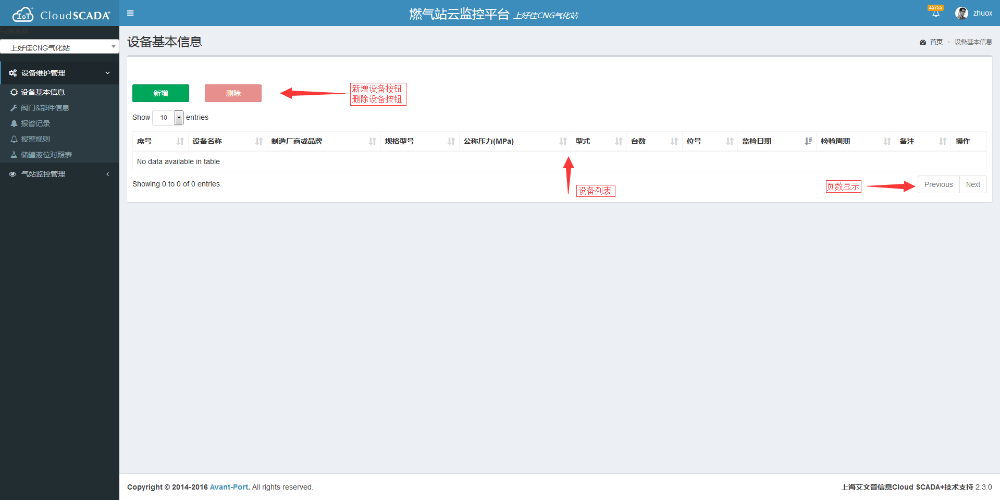 IoT CloudSCADA+
燃气站云监控平台 上好佳CNG气化站
45755
zhuox
气站名称
上好佳CNG气化站
设备维护管理
设备基本信息
阀门&部件信息
报警记录
报警规则
储罐液位对照表
气站监控管理
设备基本信息
首页 > 设备基本信息
新增 删除
新增设备按钮
删除设备按钮
Show 10 entries
序号 设备名称 制造厂商或品牌 规格型号 公称压力(MPa) 型式 台数 位号 监检日期 检验周期 备注 操作
No data available in table
Showing 0 to 0 of 0 entries
设备列表
页数显示
Previous Next
Copyright © 2014-2016 Avant-Port. All rights reserved.
上海艾文普信息Cloud SCADA+技术支持 2.3.0